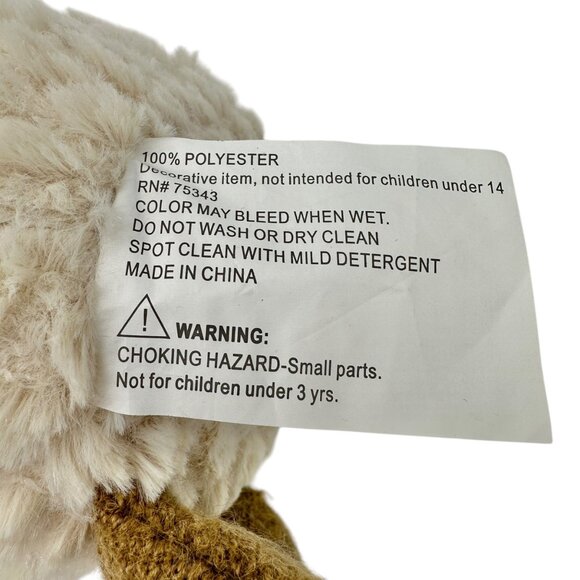 100% POLYESTER
Decorative item, not intended for children under 14
RN# 75343
COLOR MAY BLEED WHEN WET.
DO NOT WASH OR DRY CLEAN
SPOT CLEAN WITH MILD DETERGENT
MADE IN CHINA
WARNING:
CHOKING HAZARD-Small parts.
Not for children under 3 yrs.